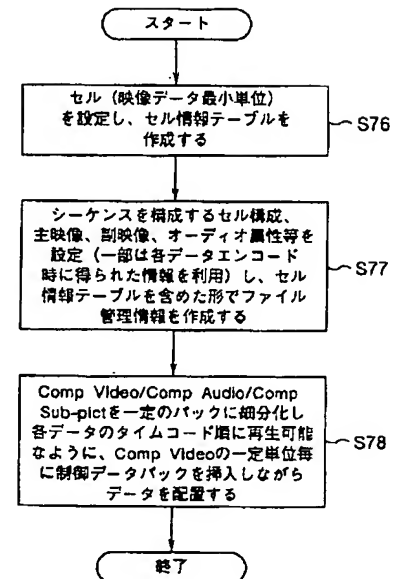 スタート
セル（映像データ最小単位）
を設定し、セル情報テーブルを
作成する
S76
シーケンスを構成するセル構成、
主映像、副映像、オーディオ属性等を
設定（一部は各データエンコード
時に得られた情報を利用）し、セル
情報テーブルを含めた形でファイル
管理情報を作成する
S77
Comp Video/Comp Audio/Comp
Sub-pictを一定のパックに細分化し
各データのタイムコード順に再生可能
なように、Comp Videoの一定単位毎
に制御データパックを挿入しながら
データを配置する
S78
終了